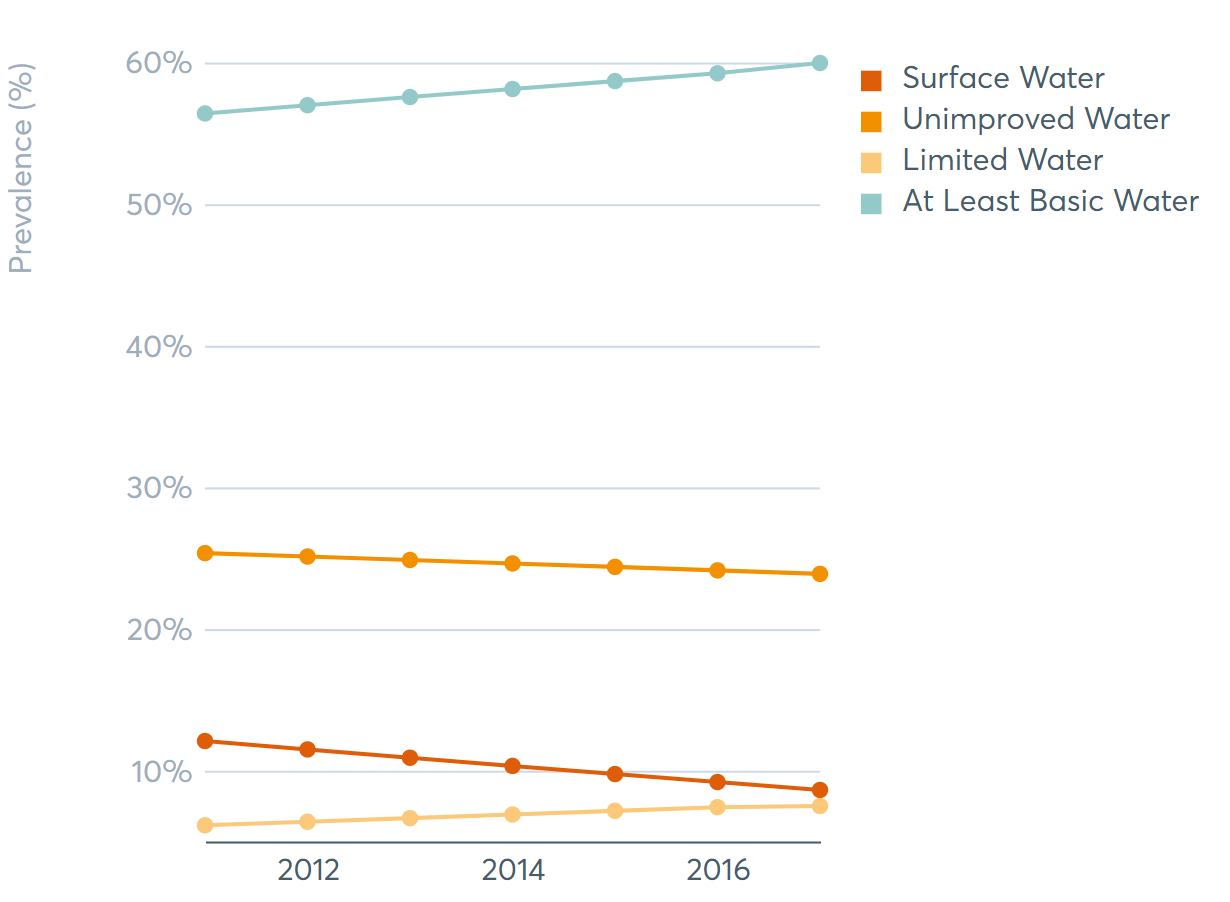 Prevalence (%)
60%
50%
40%
30%
20%
10%
2012
2014
2016
Surface Water
Unimproved Water
Limited Water
At Least Basic Water